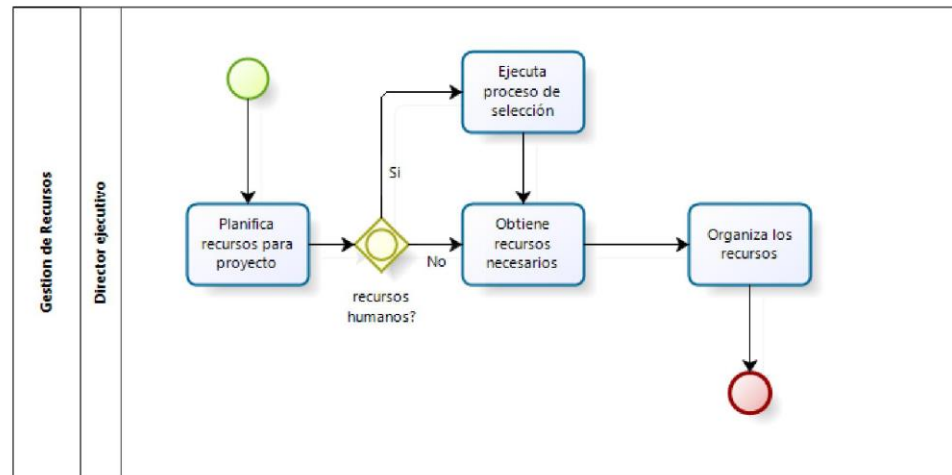 Gestion de Recursos
Director ejecutivo
Ejecuta
proceso de
selección
Si
Planifica
recursos para
proyecto
No
Obtiene
recursos
necesarios
Organiza los
recursos
recursos
humanos?